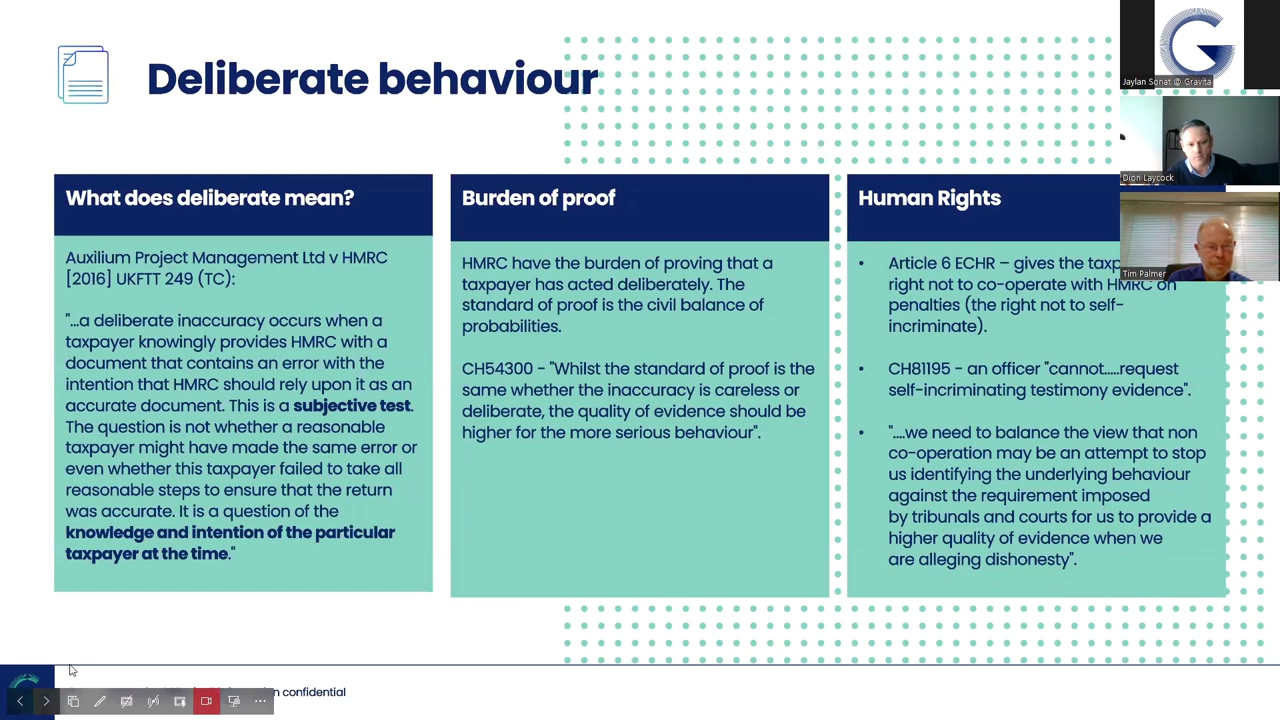 Deliberate behaviour
What does deliberate mean?
Auxilium Project Management Ltd v HMRC
[2016] UKFTT 249 (TC):
"...a deliberate inaccuracy occurs when a
taxpayer knowingly provides HMRC with a
document that contains an error with the
intention that HMRC should rely upon it as an
accurate document. This is a subjective test.
The question is not whether a reasonable
taxpayer might have made the same error or
even whether this taxpayer failed to take all
reasonable steps to ensure that the return
was accurate. It is a question of the
knowledge and intention of the particular
taxpayer at the time."
Burden of proof
HMRC have the burden of proving that a
taxpayer has acted deliberately. The
standard of proof is the civil balance of
probabilities.
CH54300 - "Whilst the standard of proof is the
same whether the inaccuracy is careless or
deliberate, the quality of evidence should be
higher for the more serious behaviour".
Human Rights
• Article 6 ECHR – gives the
right not to co-operate with HMRC on
penalties (the right not to self-
incriminate).
• CH81195 - an officer "cannot.....request
self-incriminating testimony evidence".
• "....we need to balance the view that non
co-operation may be an attempt to stop
us identifying the underlying behaviour
against the requirement imposed
by tribunals and courts for us to provide a
higher quality of evidence when we
are alleging dishonesty".
G
Jaylan Sonat @ Gravita
Dion Laycock
Tim Palmer
confidential